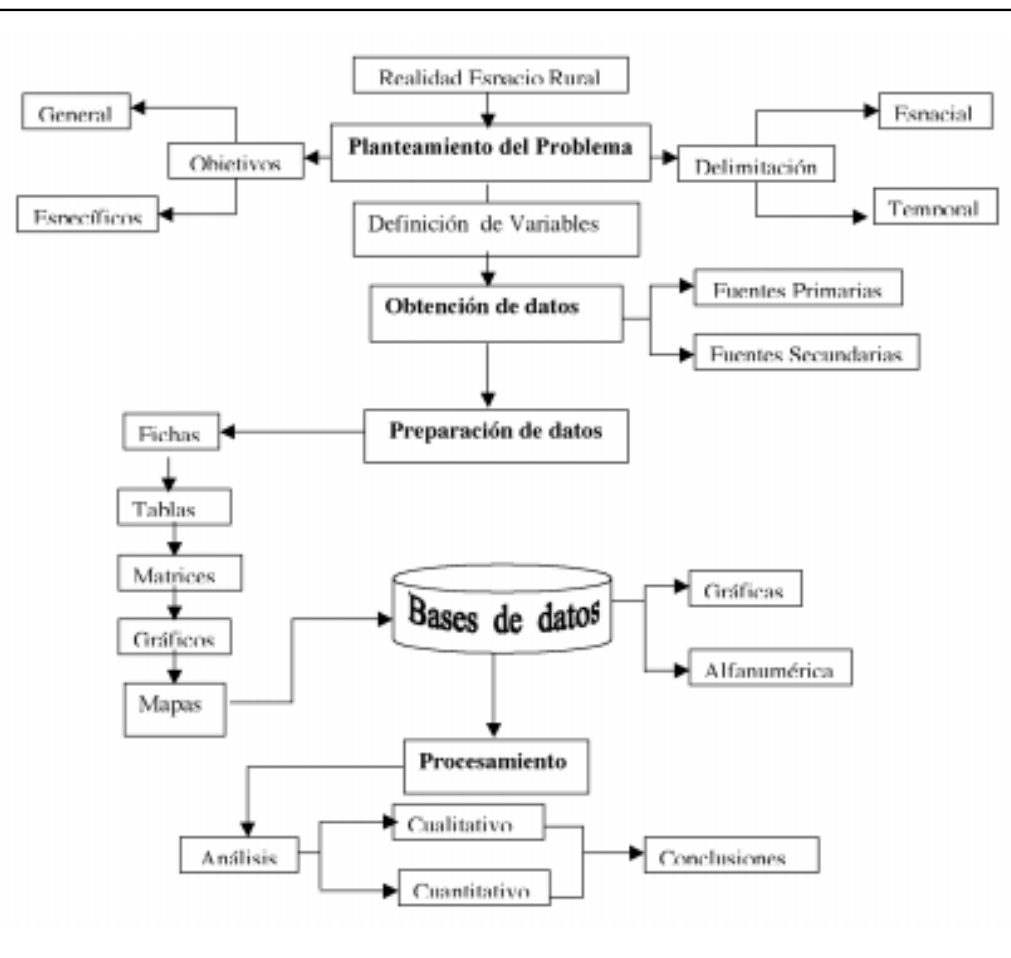 Realidad Espacio Rural
General
Espacial
Planteamiento del Problema
Objetivos
Delimitación
Específicos
Temporal
Definición de Variables
Obtención de datos
Fuentes Primarias
Fuentes Secundarias
Fichas
Preparación de datos
Tablas
Matrices
Bases de datos
Gráficas
Gráficos
Alfanumérica
Mapas
Procesamiento
Cualitativo
Análisis
Conclusiones
Cuantitativo